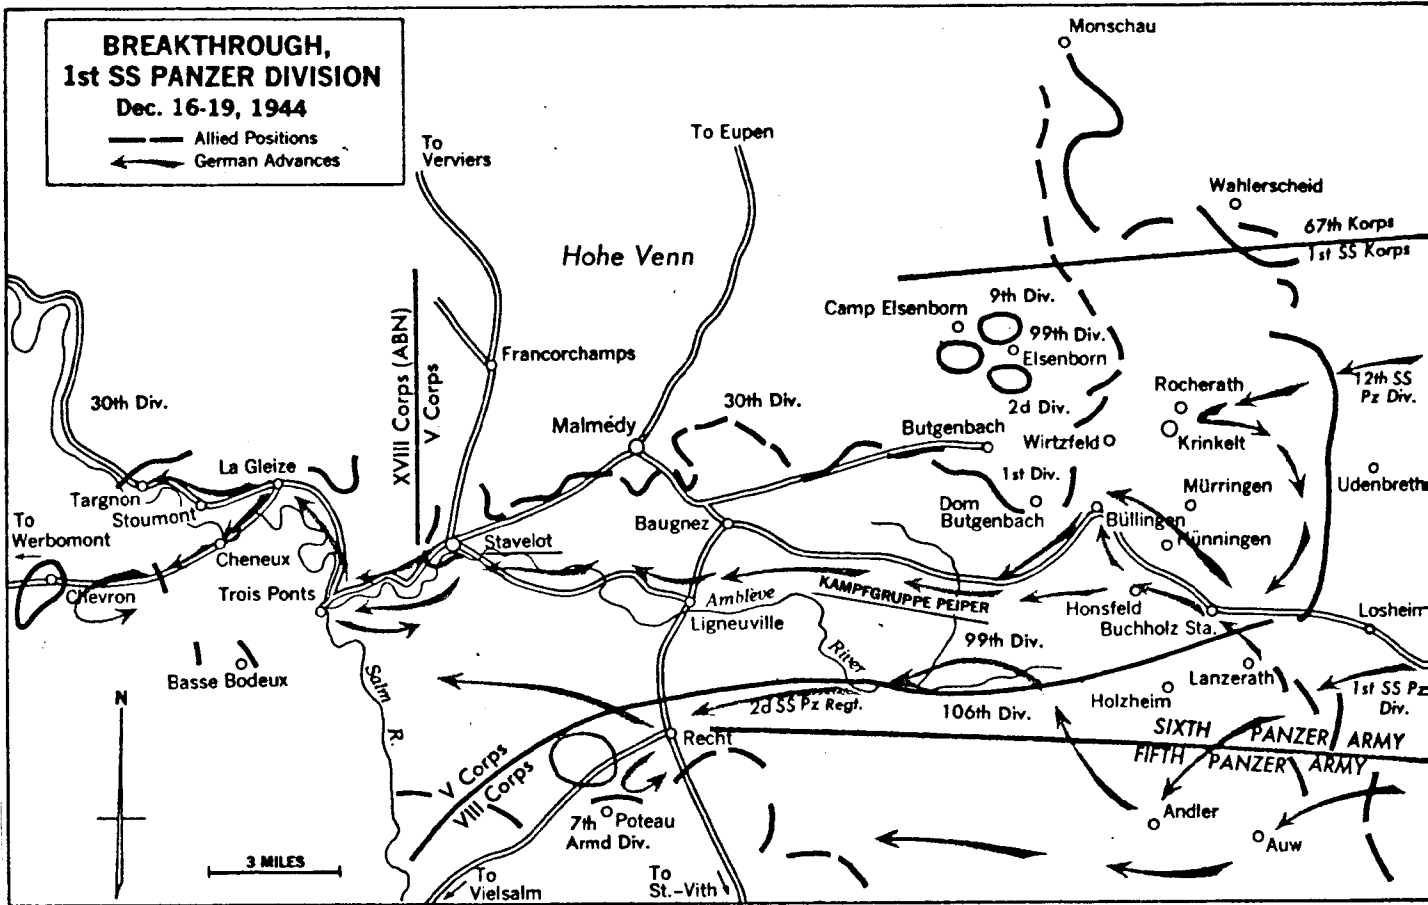 BREAKTHROUGH,
1st SS PANZER DIVISION
Dec. 16-19, 1944
Allied Positions
German Advances
Monschau
To
Verviers
To Eupen
Wahlerscheid
67th Korps
1st SS Korps
Hohe Venn
Camp Elsenborn
9th Div.
99th Div.
Elsenborn
XVIII Corps (ABN)
V Corps
Francorchamps
12th SS
Pz Div.
Rocherath
30th Div.
30th Div.
2d Div.
Malmédy
Butgenbach
Wirtzfeld
Krinkelt
La Gleize
1st Div.
Udenbreth
Targnon
Stoumont
Dom
Butgenbach
Mürringen
To
Werbomont
Baugnez
Büllingen
Stavelot
Hünningen
Cheneux
Chevron
Trois Ponts
Amblève
River
KAMPFGRUPPE PEIPER
Honsfeld
Buchholz Sta.
Losheim
Ligneuville
99th Div.
Basse Bodeux
Salm
R.
Lanzerath
1st SS Pz
Div.
Holzheim
N
2d SS Pz Regt.
106th Div.
SIXTH PANZER ARMY
FIFTH PANZER ARMY
Recht
V Corps
VIII Corps
7th
Armd Div.
Poteau
Andler
Auw
3 MILES
To
Vielsalm
To
St.-Vith